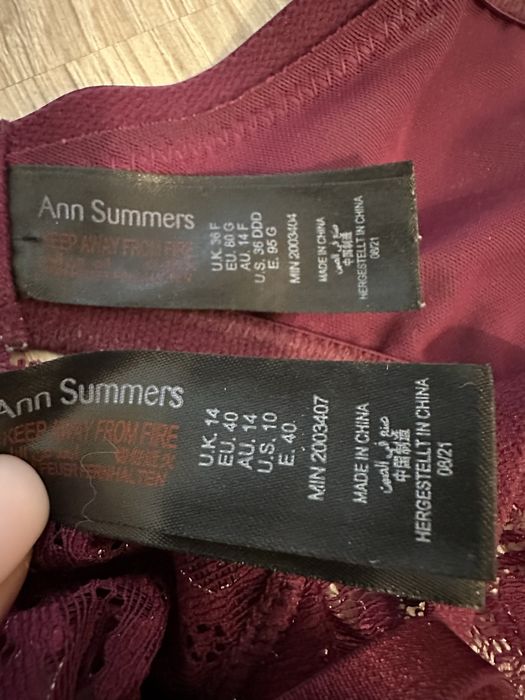 Ann Summers
KEEP AWAY FROM FIRE
U.K. 36 F
EU. 80 G
AU. 14 F
U.S. 36 DDD
E. 95 G
MIN 2003404
MADE IN CHINA
صنع في الصين
中国制造
HERGESTELLT IN CHINA
08/21
Ann Summers
KEEP AWAY FROM FIRE
FERNHALTEN
U.K. 14
EU. 40
AU. 14
U.S. 10
E. 40
MIN 2003407
MADE IN CHINA
صنع في الصين
中国制造
HERGESTELLT IN CHINA
08/21